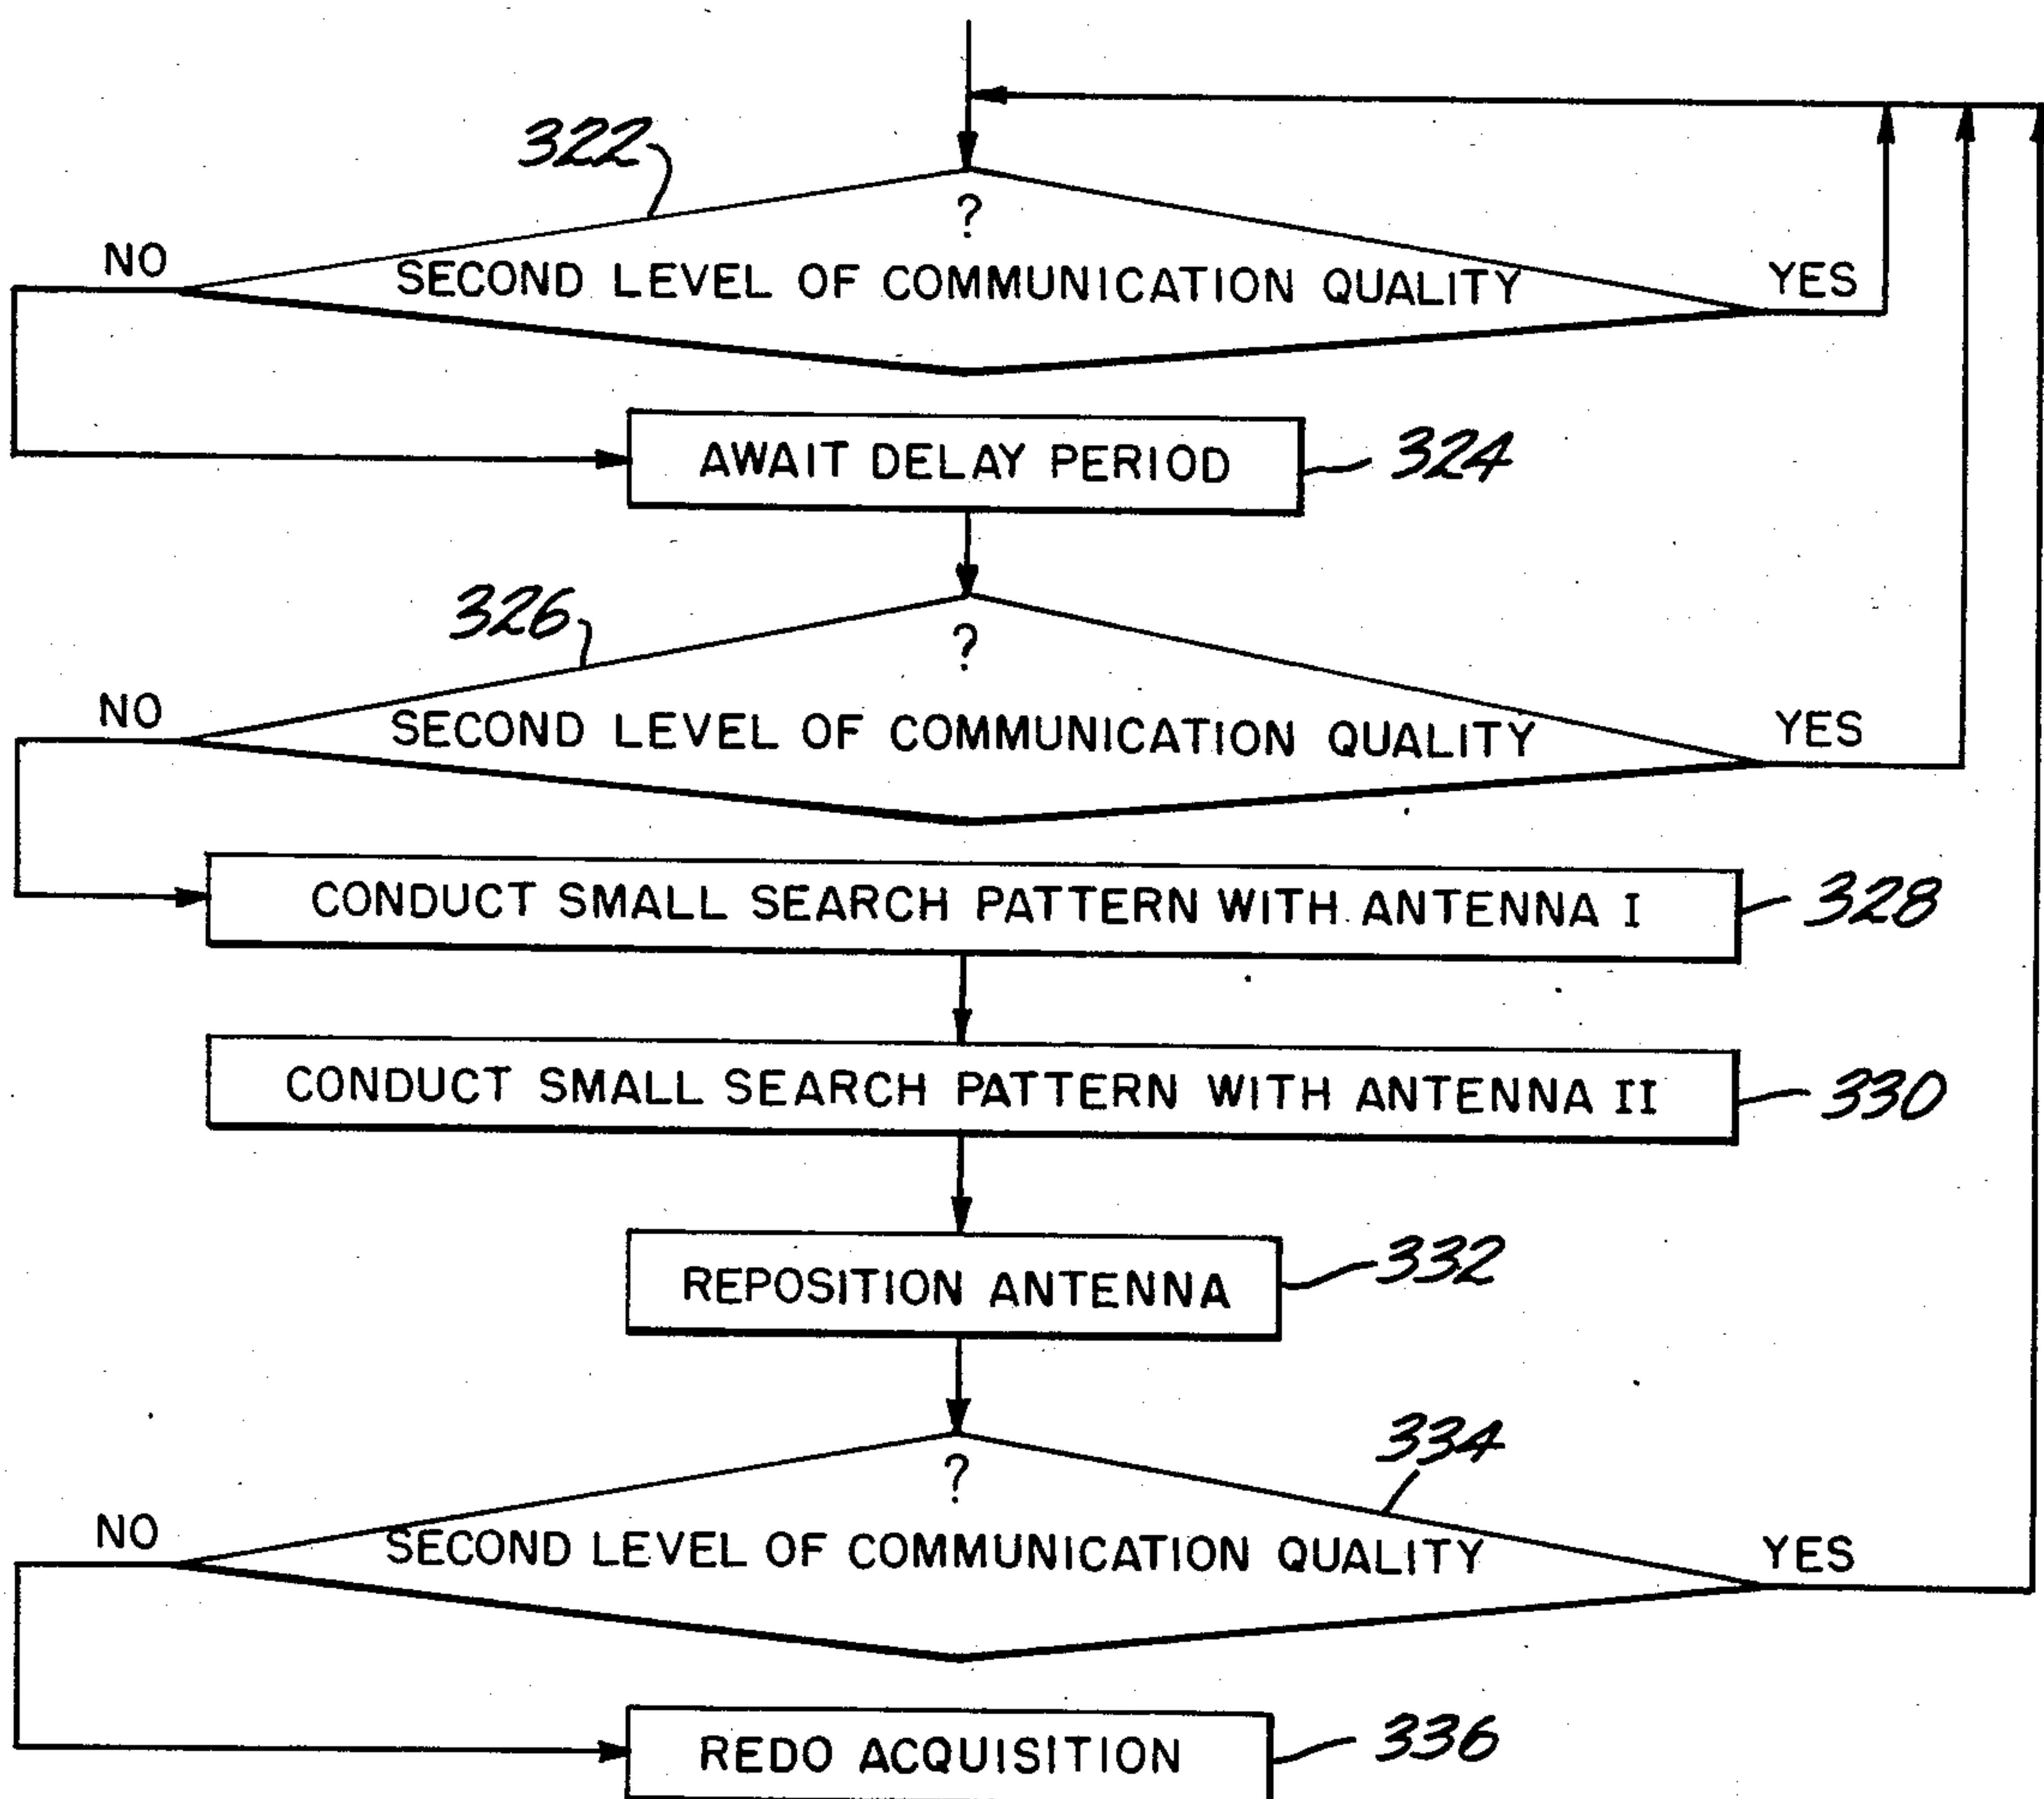 322
?
NO
SECOND LEVEL OF COMMUNICATION QUALITY
YES
AWAIT DELAY PERIOD
324
326
?
NO
SECOND LEVEL OF COMMUNICATION QUALITY
YES
CONDUCT SMALL SEARCH PATTERN WITH ANTENNA I
328
CONDUCT SMALL SEARCH PATTERN WITH ANTENNA II
330
REPOSITION ANTENNA
332
334
?
NO
SECOND LEVEL OF COMMUNICATION QUALITY
YES
REDO ACQUISITION
336